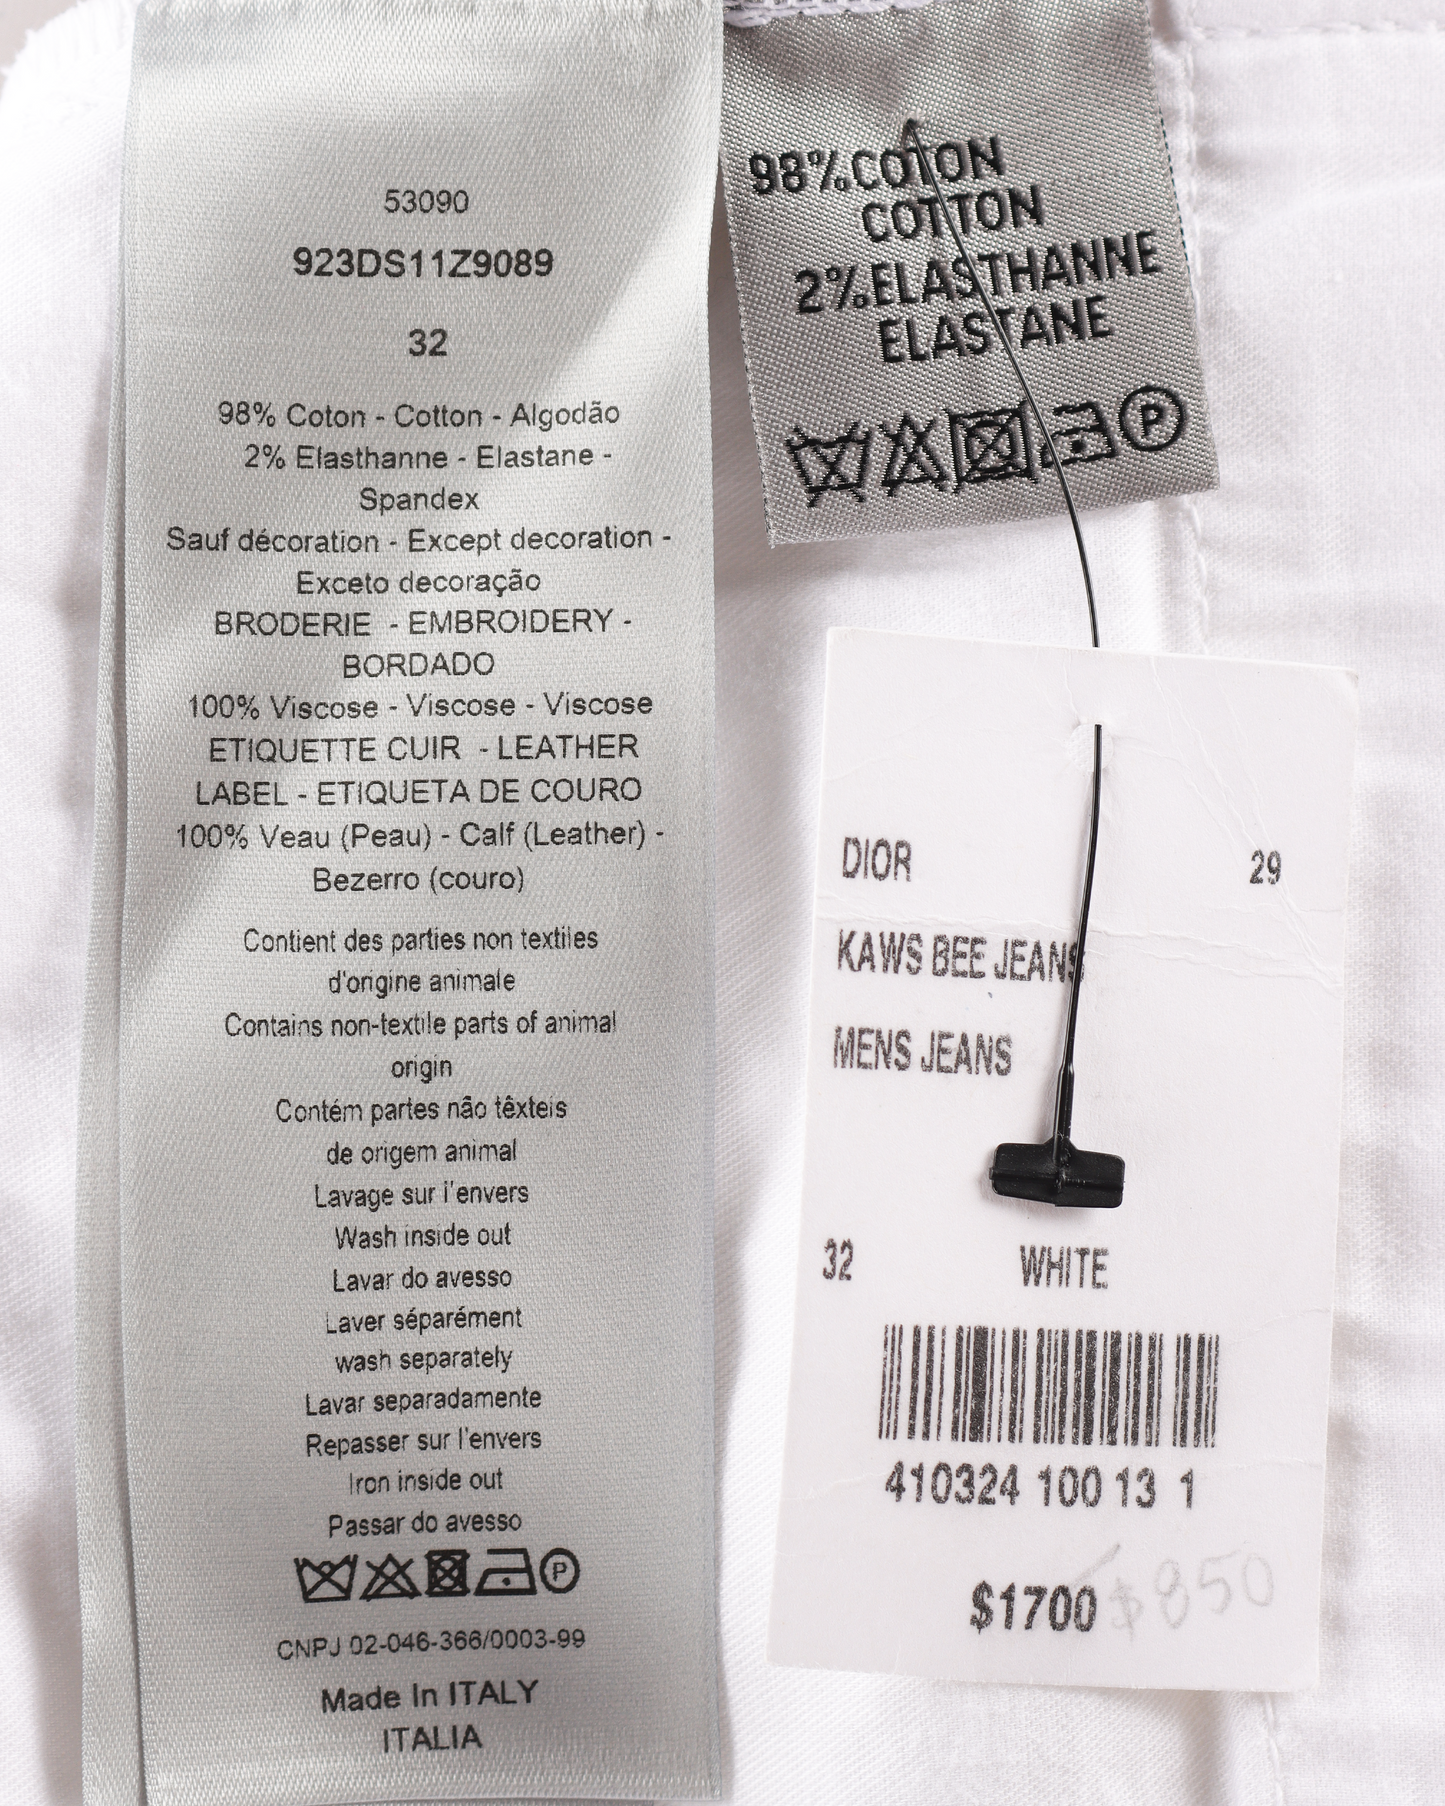 53090
923DS11Z9089
32
98% Coton - Cotton - Algodão
2% Elasthanne - Elastane -
Spandex
Sauf décoration - Except decoration -
Exceto decoração
BRODERIE - EMBROIDERY -
BORDADO
100% Viscose - Viscose - Viscose
ETIQUETTE CUIR - LEATHER
LABEL - ETIQUETA DE COURO
100% Veau (Peau) - Calf (Leather) -
Bezerro (couro)
Contient des parties non textiles
d'origine animale
Contains non-textile parts of animal
origin
Contém partes não têxteis
de origem animal
Lavage sur l'envers
Wash inside out
Lavar do avesso
Laver séparément
wash separately
Lavar separadamente
Repasser sur l'envers
Iron inside out
Passar do avesso
P
CNPJ 02-046-366/0003-99
Made In ITALY
ITALIA
98% COTON
COTTON
2% ELASTHANNE
ELASTANE
P
DIOR 29
KAWS BEE JEANS
MENS JEANS
32 WHITE
410324 100 13 1
$1700 $850